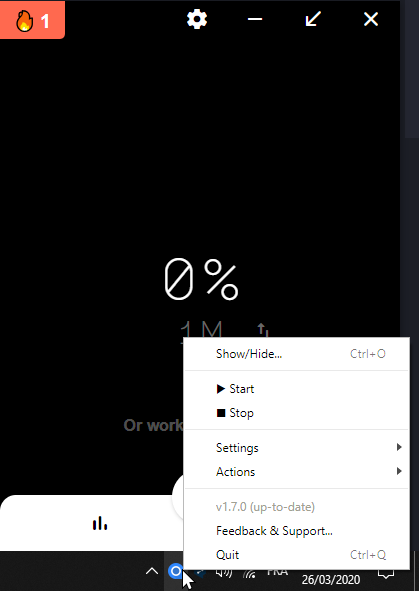 1
0%
1M
Or work
Show/Hide... Ctrl+O
▶ Start
■ Stop
Settings
Actions
v1.7.0 (up-to-date)
Feedback & Support...
Quit Ctrl+Q
FRA
26/03/2020